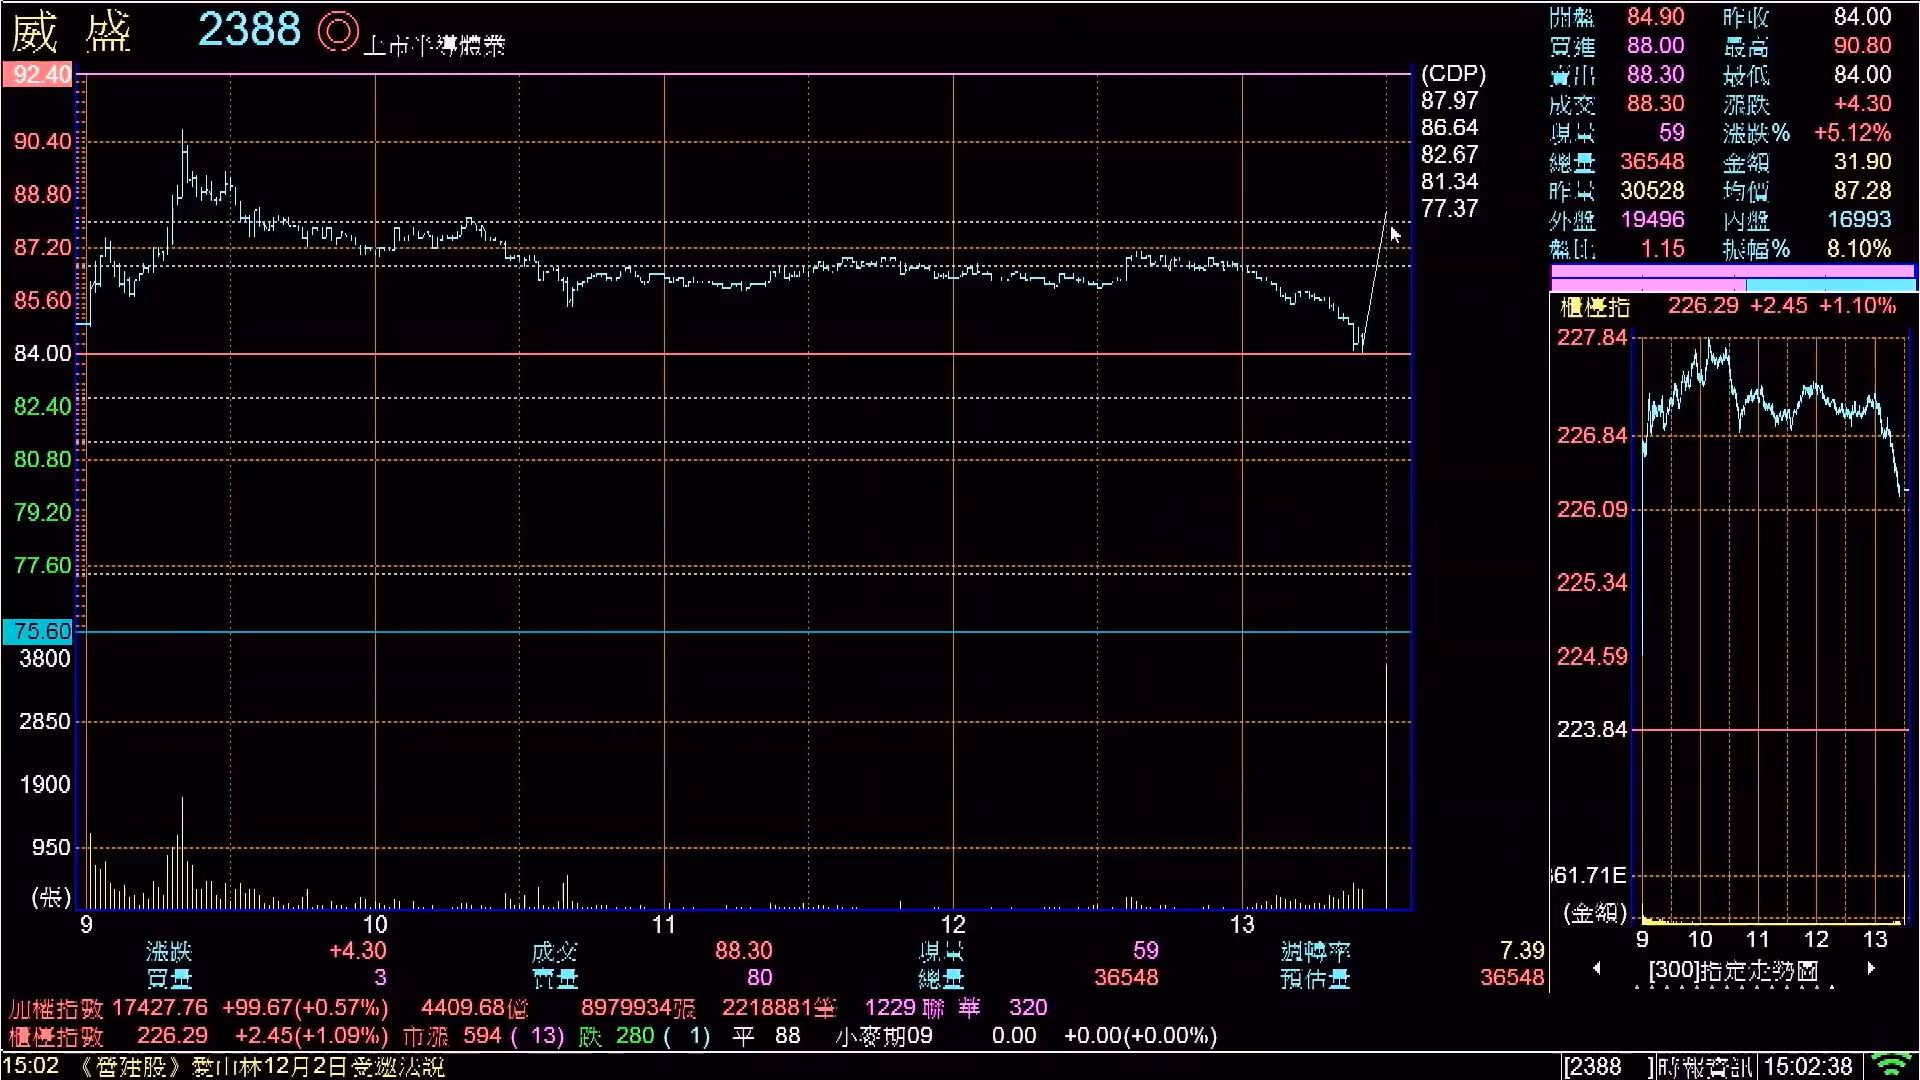 威 盛 2388 ◎ 上市半導體業
92.40
90.40
88.80
87.20
85.60
84.00
82.40
80.80
79.20
77.60
75.60
3800
2850
1900
950
(張)
9 10 11 12 13
(CDP)
87.97
86.64
82.67
81.34
77.37
開盤 84.90 昨收 84.00
買進 88.00 最高 90.80
賣出 88.30 最低 84.00
成交 88.30 漲跌 +4.30
現量 59 漲跌% +5.12%
總量 36548 金額 31.90
昨量 30528 均價 87.28
外盤 19496 內盤 16993
盤比 1.15 振幅% 8.10%
櫃檯指 226.29 +2.45 +1.10%
227.84
226.84
226.09
225.34
224.59
223.84
61.71E
(金額)
9 10 11 12 13
[300]指定走勢圖
漲跌 +4.30 成交 88.30 現量 59 週轉率 7.39
買量 3 賣量 80 總量 36548 預估量 36548
加權指數 17427.76 +99.67(+0.57%) 4409.68億 8979934張 2218881筆 1229 聯 華 320
櫃檯指數 226.29 +2.45(+1.09%) 市漲 594 ( 13) 跌 280 ( 1) 平 88 小麥期09 0.00 +0.00(+0.00%)
15:02 《營建股》愛山林12月2日受邀法說
[2388 ]時報資訊 15:02:38